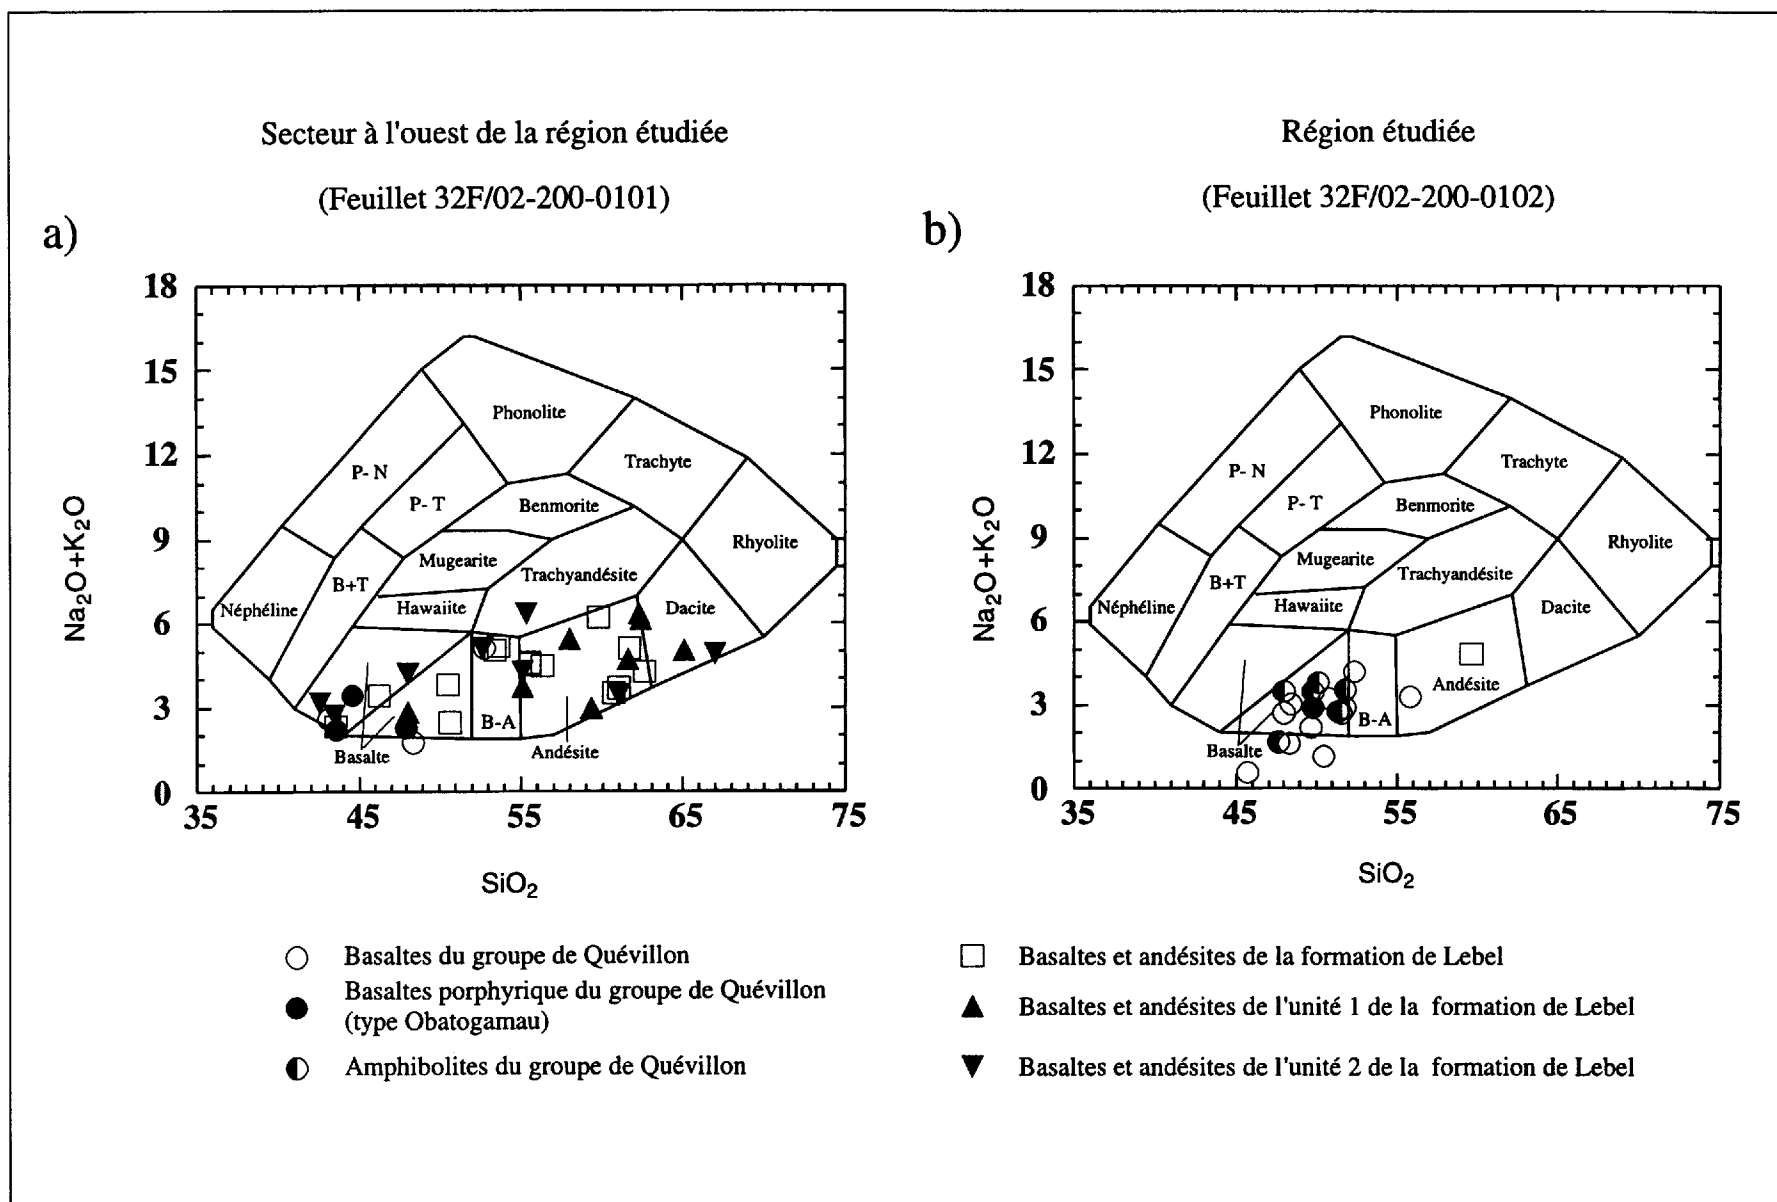 Secteur à l'ouest de la région étudiée
(Feuillet 32F/02-200-0101)
a)
18
15
12
9
6
3
0
35
45
55
65
75
Na₂O+K₂O
SiO₂
Phonolite
Trachyte
P- N
P- T
Benmorite
Rhyolite
Mugearite
B+T
Trachyandésite
Néphéline
Hawaiite
Dacite
B-A
Basalte
Andésite
Région étudiée
(Feuillet 32F/02-200-0102)
b)
18
15
12
9
6
3
0
35
45
55
65
75
Na₂O+K₂O
SiO₂
Phonolite
Trachyte
P- N
P- T
Benmorite
Rhyolite
Mugearite
B+T
Trachyandésite
Néphéline
Hawaiite
Dacite
Andésite
B-A
Basalte
Basaltes du groupe de Quévillon
Basaltes porphyrique du groupe de Quévillon
(type Obatogamau)
Amphibolites du groupe de Quévillon
Basaltes et andésites de la formation de Lebel
Basaltes et andésites de l'unité 1 de la formation de Lebel
Basaltes et andésites de l'unité 2 de la formation de Lebel